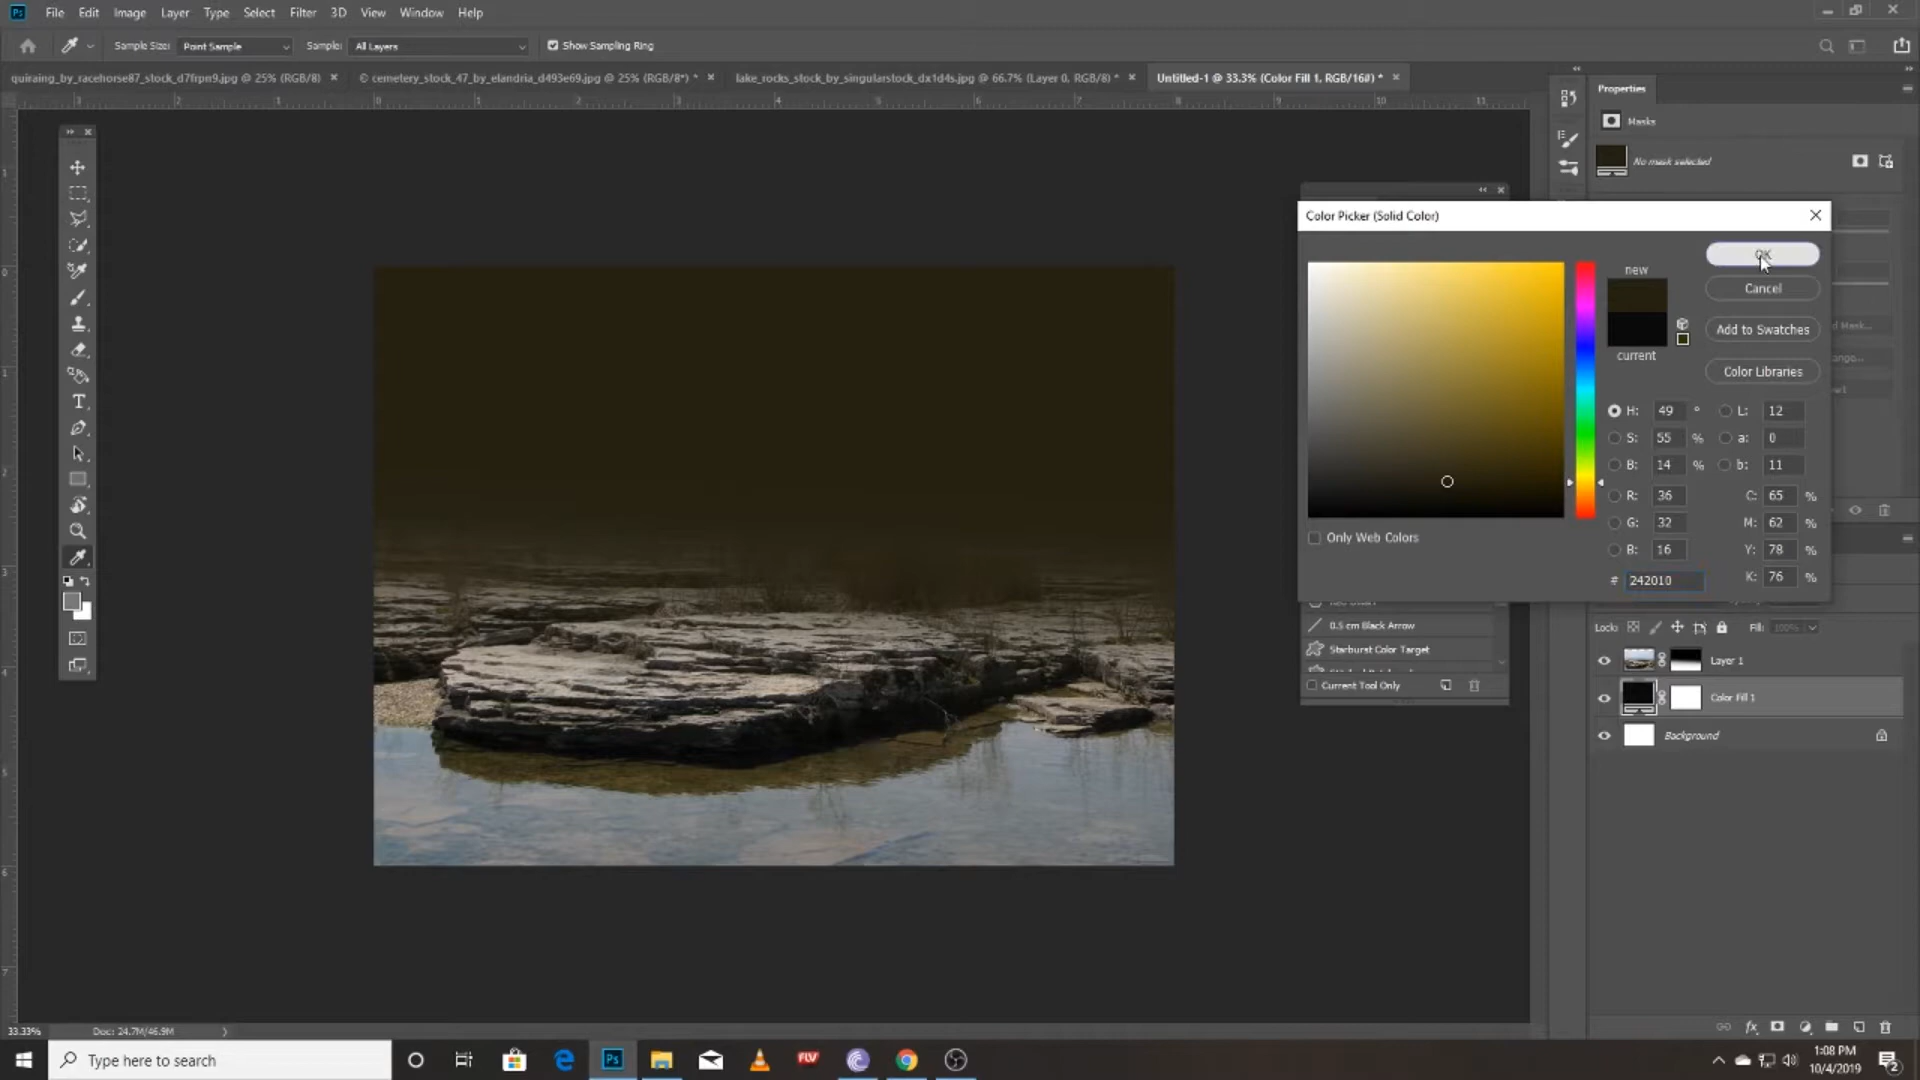 Ps File Edit Image Layer Type Select Filter 3D View Window Help
Sample Size: Point Sample Sample: All Layers Show Sampling Ring
quiraing_by_racehorse87_stock_d7frpn9.jpg @ 25% (RGB/8) × © cemetery_stock_47_by_elandria_d493e69.jpg @ 25% (RGB/8*) * × lake_rocks_stock_by_singularstock_dx1d4s.jpg @ 66.7% (Layer 0, RGB/8) * × Untitled-1 @ 33.3% (Color Fill 1, RGB/16#) * ×
Properties
Masks
No mask selected
Color Picker (Solid Color)
new
current
OK
Cancel
Add to Swatches
Color Libraries
H: 49 ° L: 12
S: 55 % a: 0
B: 14 % b: 11
R: 36 C: 65 %
G: 32 M: 62 %
B: 16 Y: 78 %
# 242010 K: 76 %
Only Web Colors
0.5 cm Black Arrow
Starburst Color Target
Current Tool Only
Lock: Fill: 100%
Layer 1
Color Fill 1
Background
33.33% Doc: 24.7M/46.9M
Type here to search
Ps
FLV
1:08 PM
10/4/2019
2